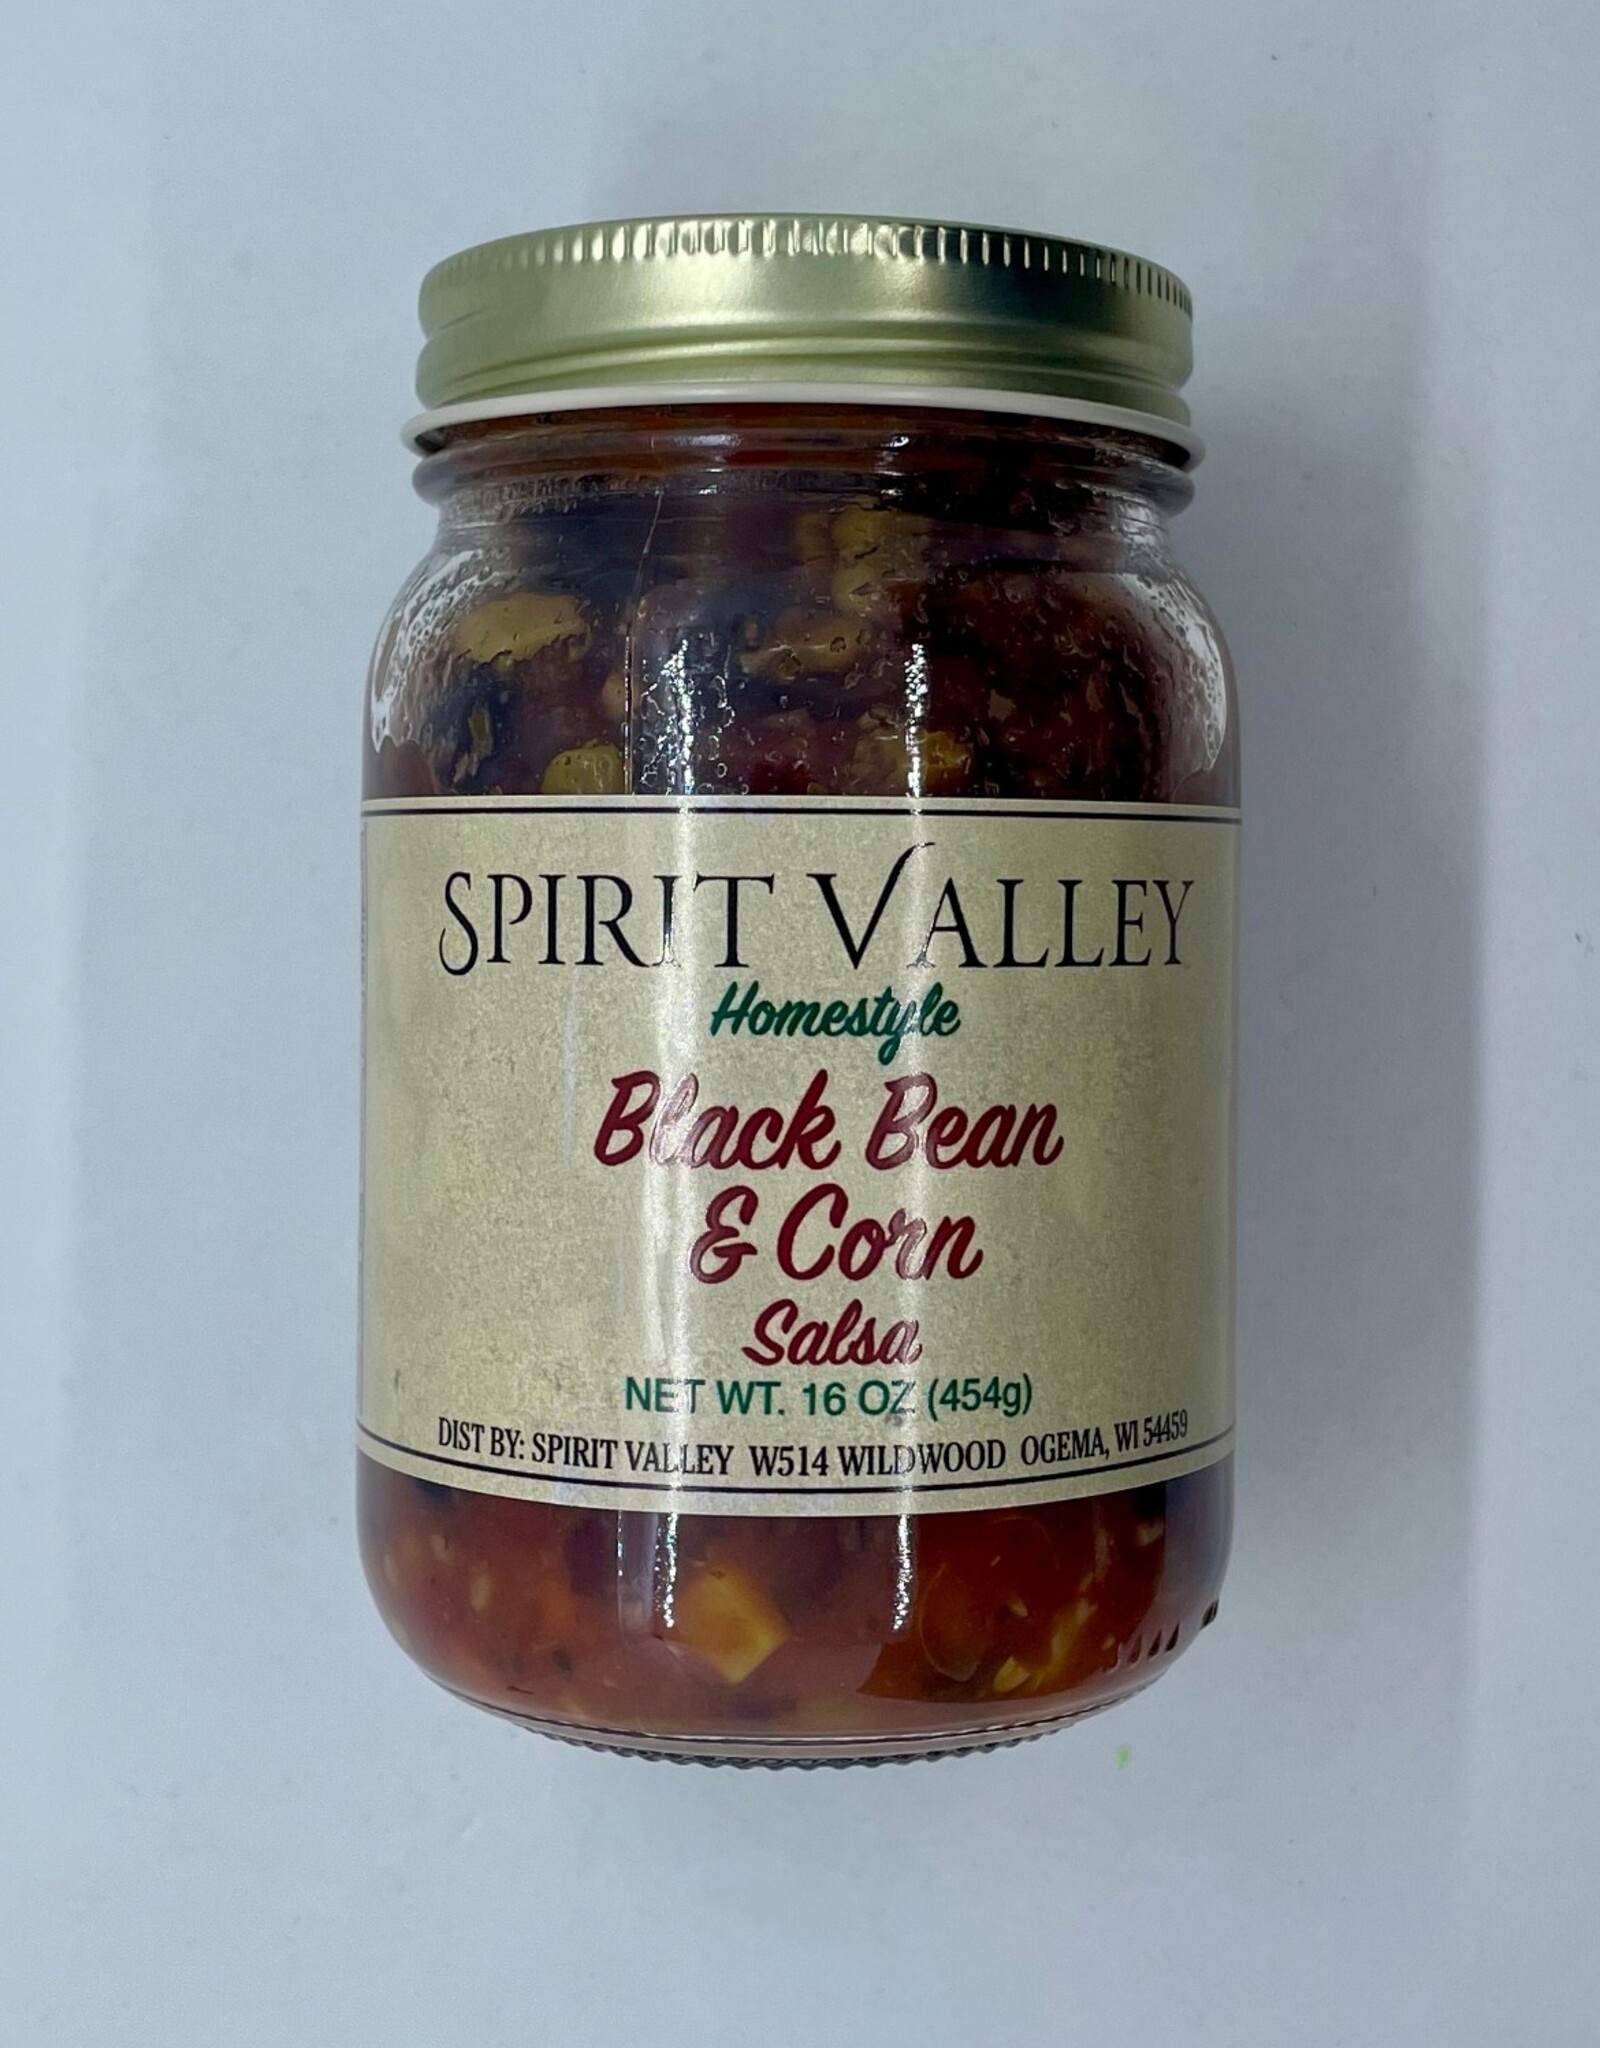 SPIRIT VALLEY
Homestyle
Black Bean
& Corn
Salsa
NET WT. 16 OZ (454g)
DIST BY: SPIRIT VALLEY W514 WILDWOOD OGEMA, WI 54459